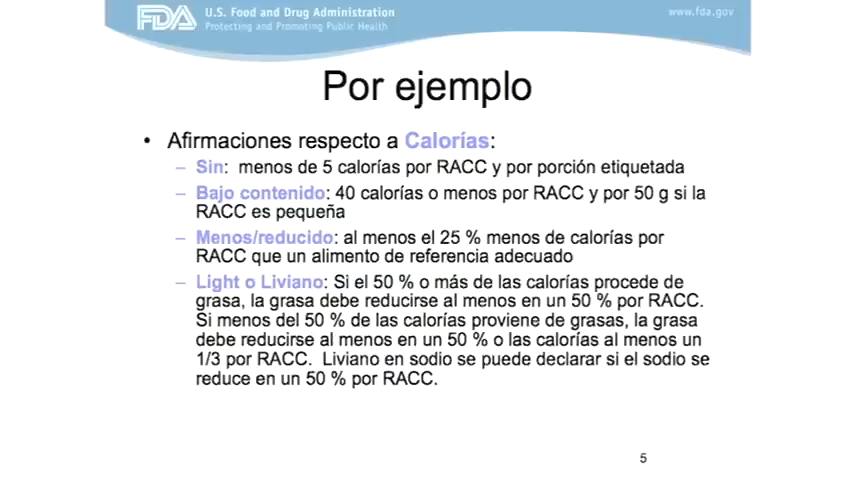 FDA U.S. Food and Drug Administration
Protecting and Promoting Public Health
www.fda.gov
Por ejemplo
• Afirmaciones respecto a Calorías:
– Sin: menos de 5 calorías por RACC y por porción etiquetada
– Bajo contenido: 40 calorías o menos por RACC y por 50 g si la
RACC es pequeña
– Menos/reducido: al menos el 25 % menos de calorías por
RACC que un alimento de referencia adecuado
– Light o Liviano: Si el 50 % o más de las calorías procede de
grasa, la grasa debe reducirse al menos en un 50 % por RACC.
Si menos del 50 % de las calorías proviene de grasas, la grasa
debe reducirse al menos en un 50 % o las calorías al menos un
1/3 por RACC. Liviano en sodio se puede declarar si el sodio se
reduce en un 50 % por RACC.
5